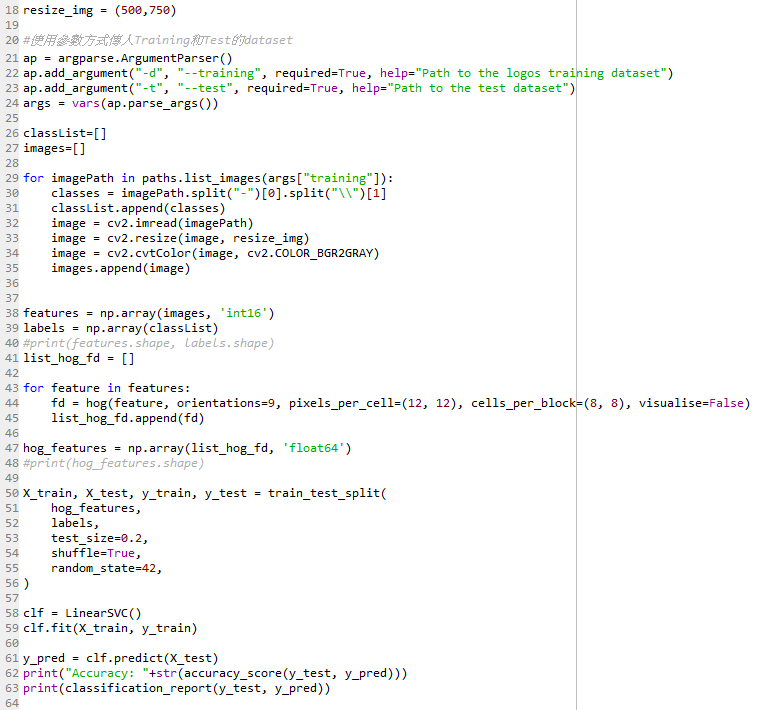 18 resize_img = (500,750)
19
20 #使用參數方式傳入Training和Test的dataset
21 ap = argparse.ArgumentParser()
22 ap.add_argument("-d", "--training", required=True, help="Path to the logos training dataset")
23 ap.add_argument("-t", "--test", required=True, help="Path to the test dataset")
24 args = vars(ap.parse_args())
25
26 classList=[]
27 images=[]
28
29 for imagePath in paths.list_images(args["training"]):
30     classes = imagePath.split("-")[0].split("\\")[1]
31     classList.append(classes)
32     image = cv2.imread(imagePath)
33     image = cv2.resize(image, resize_img)
34     image = cv2.cvtColor(image, cv2.COLOR_BGR2GRAY)
35     images.append(image)
36
37
38 features = np.array(images, 'int16')
39 labels = np.array(classList)
40 #print(features.shape, labels.shape)
41 list_hog_fd = []
42
43 for feature in features:
44     fd = hog(feature, orientations=9, pixels_per_cell=(12, 12), cells_per_block=(8, 8), visualise=False)
45     list_hog_fd.append(fd)
46
47 hog_features = np.array(list_hog_fd, 'float64')
48 #print(hog_features.shape)
49
50 X_train, X_test, y_train, y_test = train_test_split(
51     hog_features,
52     labels,
53     test_size=0.2,
54     shuffle=True,
55     random_state=42,
56 )
57
58 clf = LinearSVC()
59 clf.fit(X_train, y_train)
60
61 y_pred = clf.predict(X_test)
62 print("Accuracy: "+str(accuracy_score(y_test, y_pred)))
63 print(classification_report(y_test, y_pred))
64